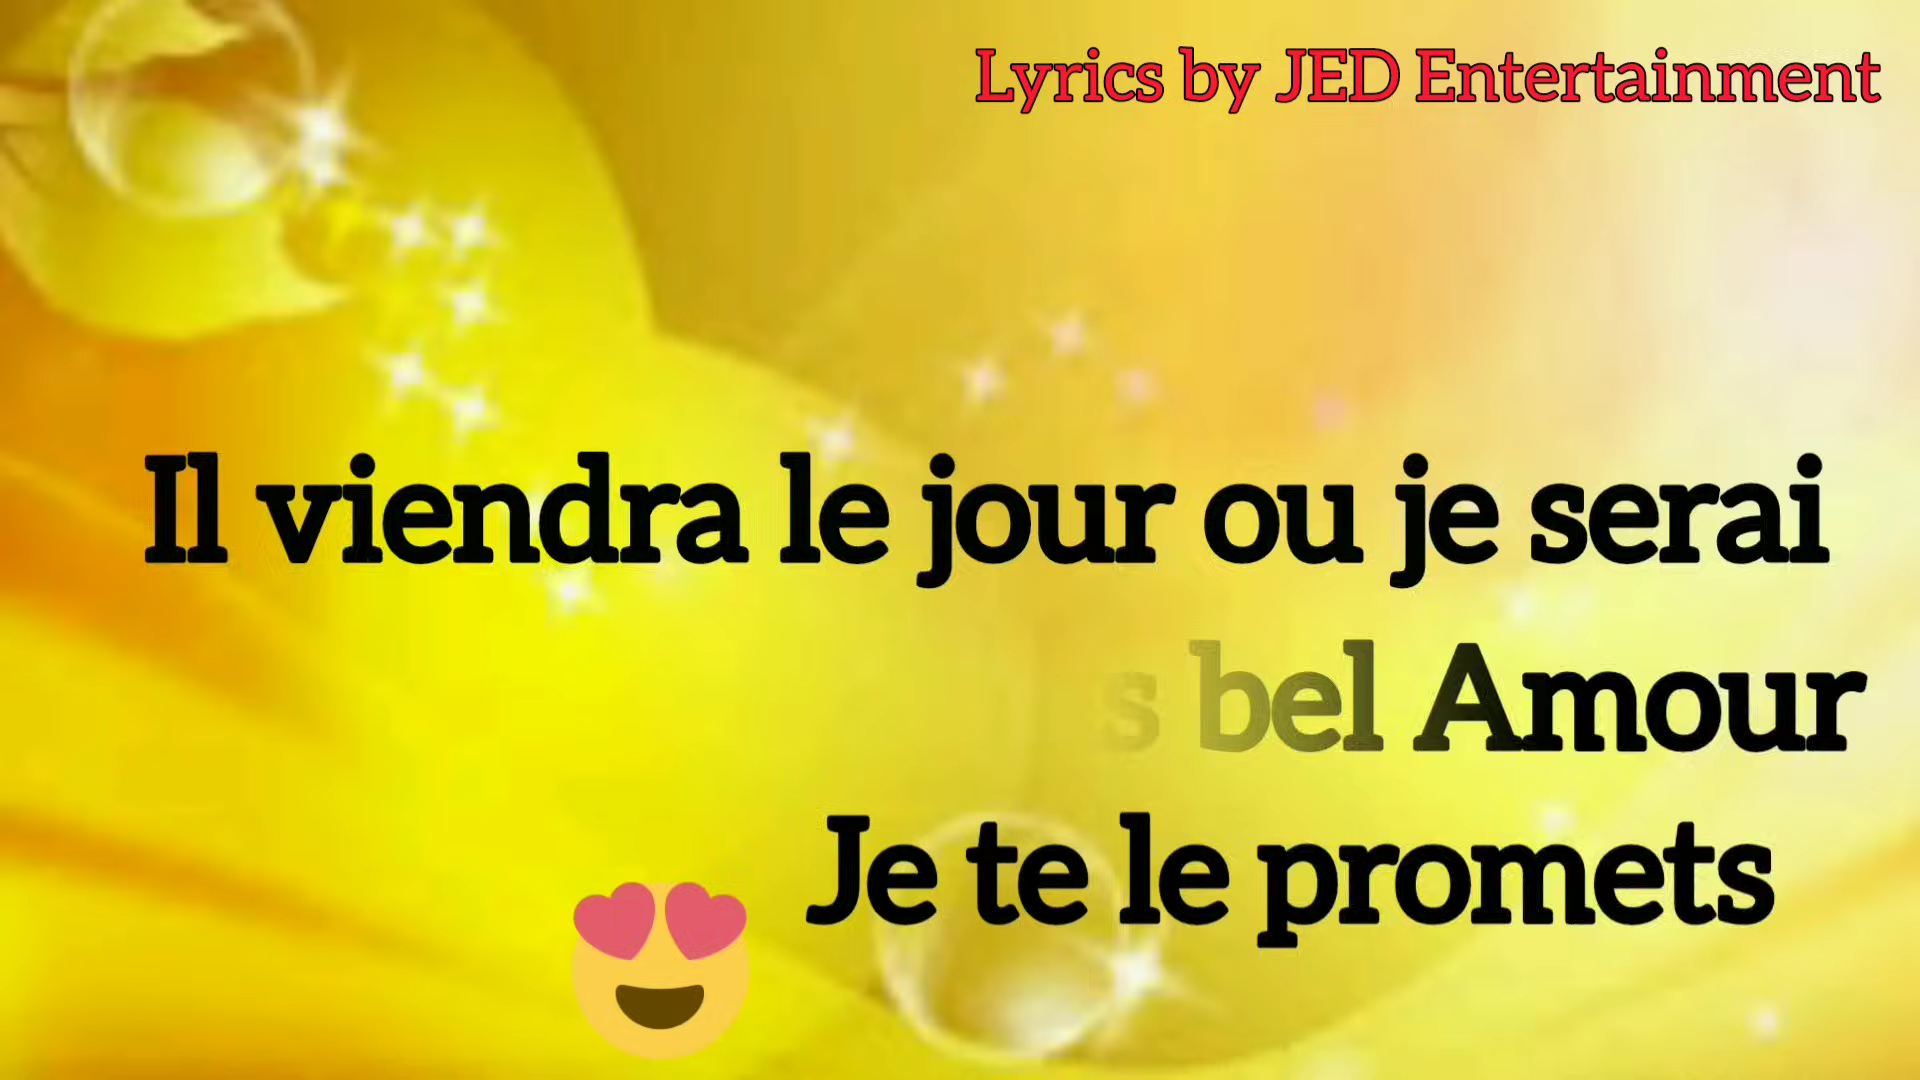 Lyrics by JED Entertainment
Il viendra le jour ou je serai
s bel Amour
Je te le promets